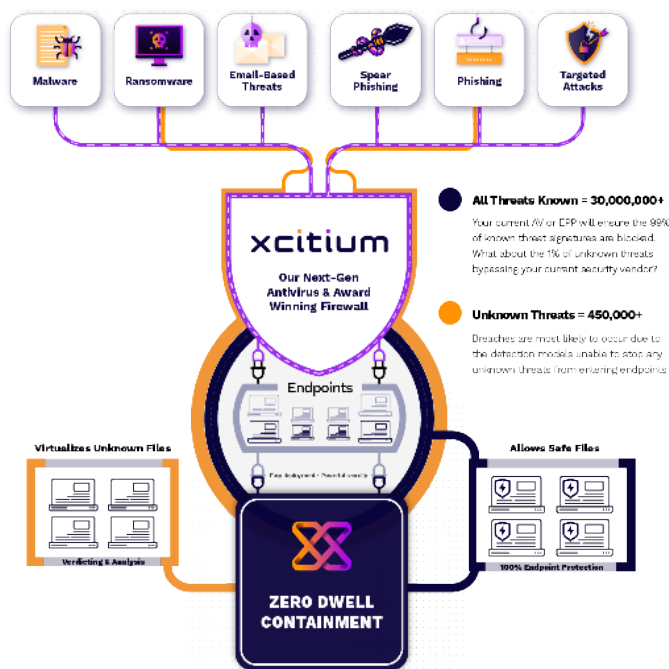 Malware
Ransomware
Email-Based
Threats
Spear
Phishing
Phishing
Targeted
Attacks
xcitium
Our Next-Gen
Antivirus & Award
Winning Firewall
All Threats Known = 30,000,000+
Your current AV or EPP will ensure the 99%
of known threat signatures are blocked.
What about the 1% of unknown threats
bypassing your current security vendor?
Unknown Threats = 450,000+
Breaches are most likely to occur due to
the detection models unable to stop any
unknown threats from entering endpoints
Endpoints
Easy deployment - Powerful security
Virtualizes Unknown Files
Verdicting & Analysis
Allows Safe Files
100% Endpoint Protection
ZERO DWELL
CONTAINMENT